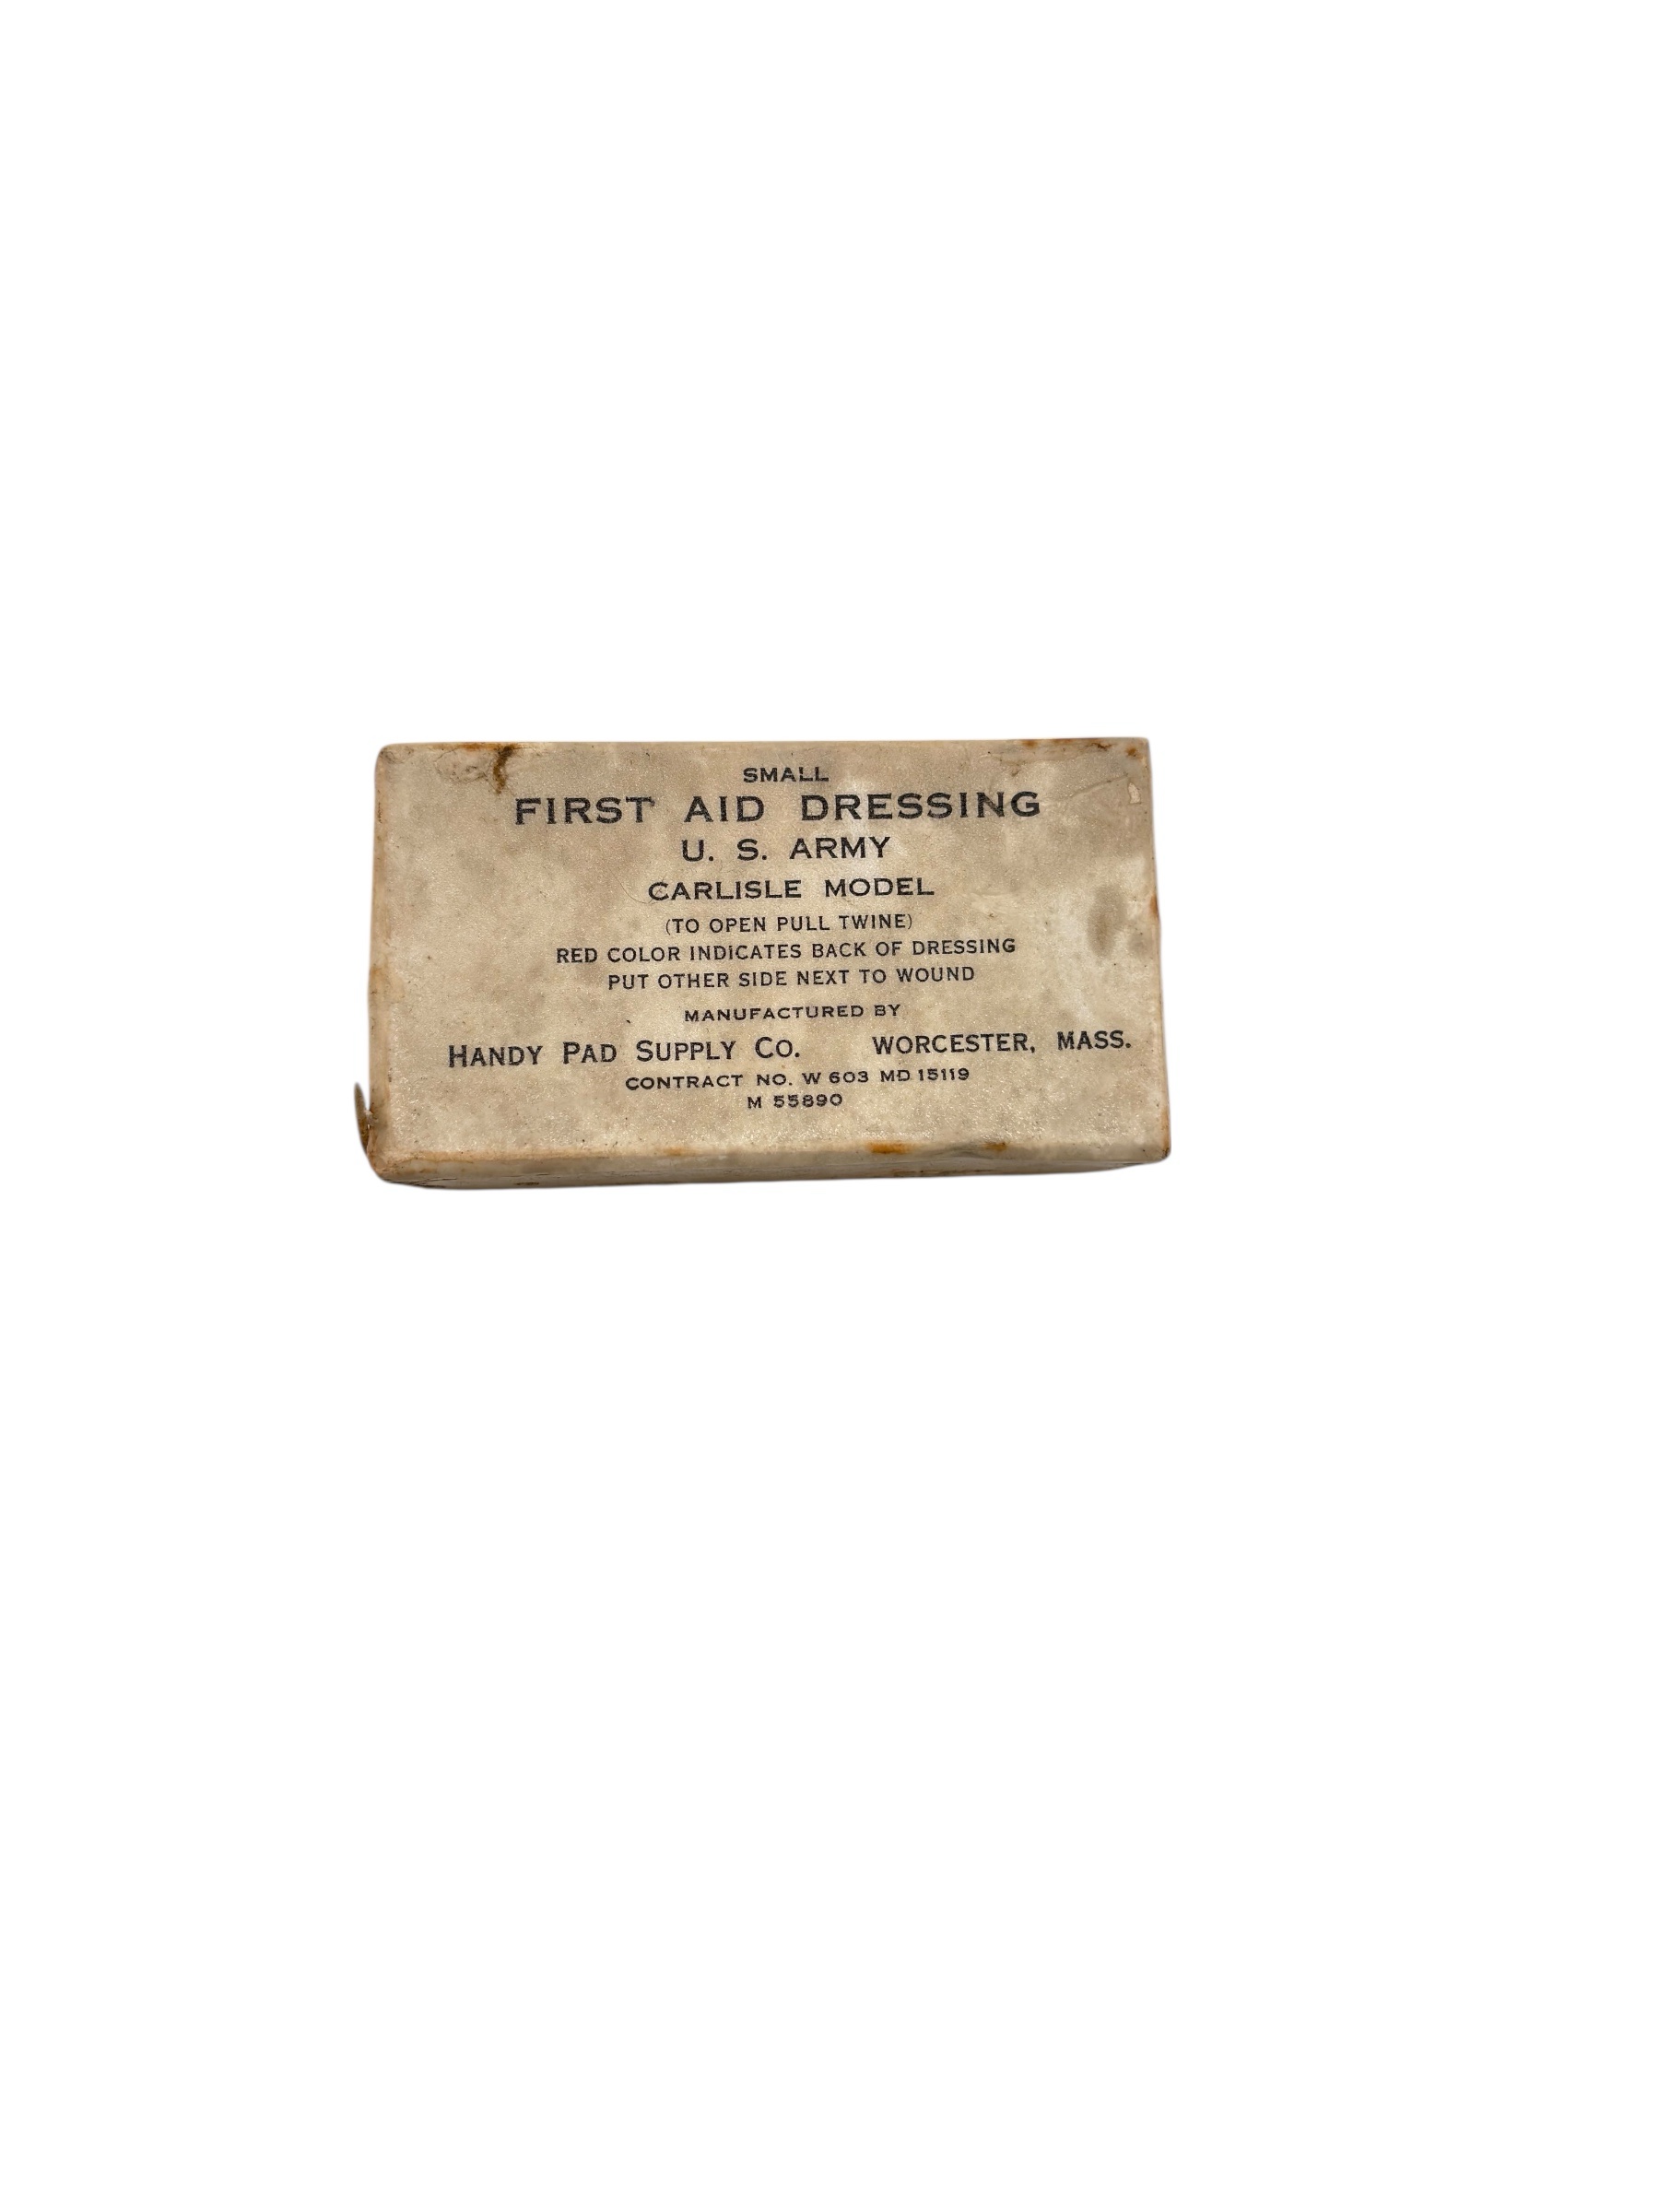 SMALL
FIRST AID DRESSING
U. S. ARMY
CARLISLE MODEL
(TO OPEN PULL TWINE)
RED COLOR INDICATES BACK OF DRESSING
PUT OTHER SIDE NEXT TO WOUND
MANUFACTURED BY
HANDY PAD SUPPLY CO. WORCESTER, MASS.
CONTRACT NO. W 603 MD 15119
M 55890